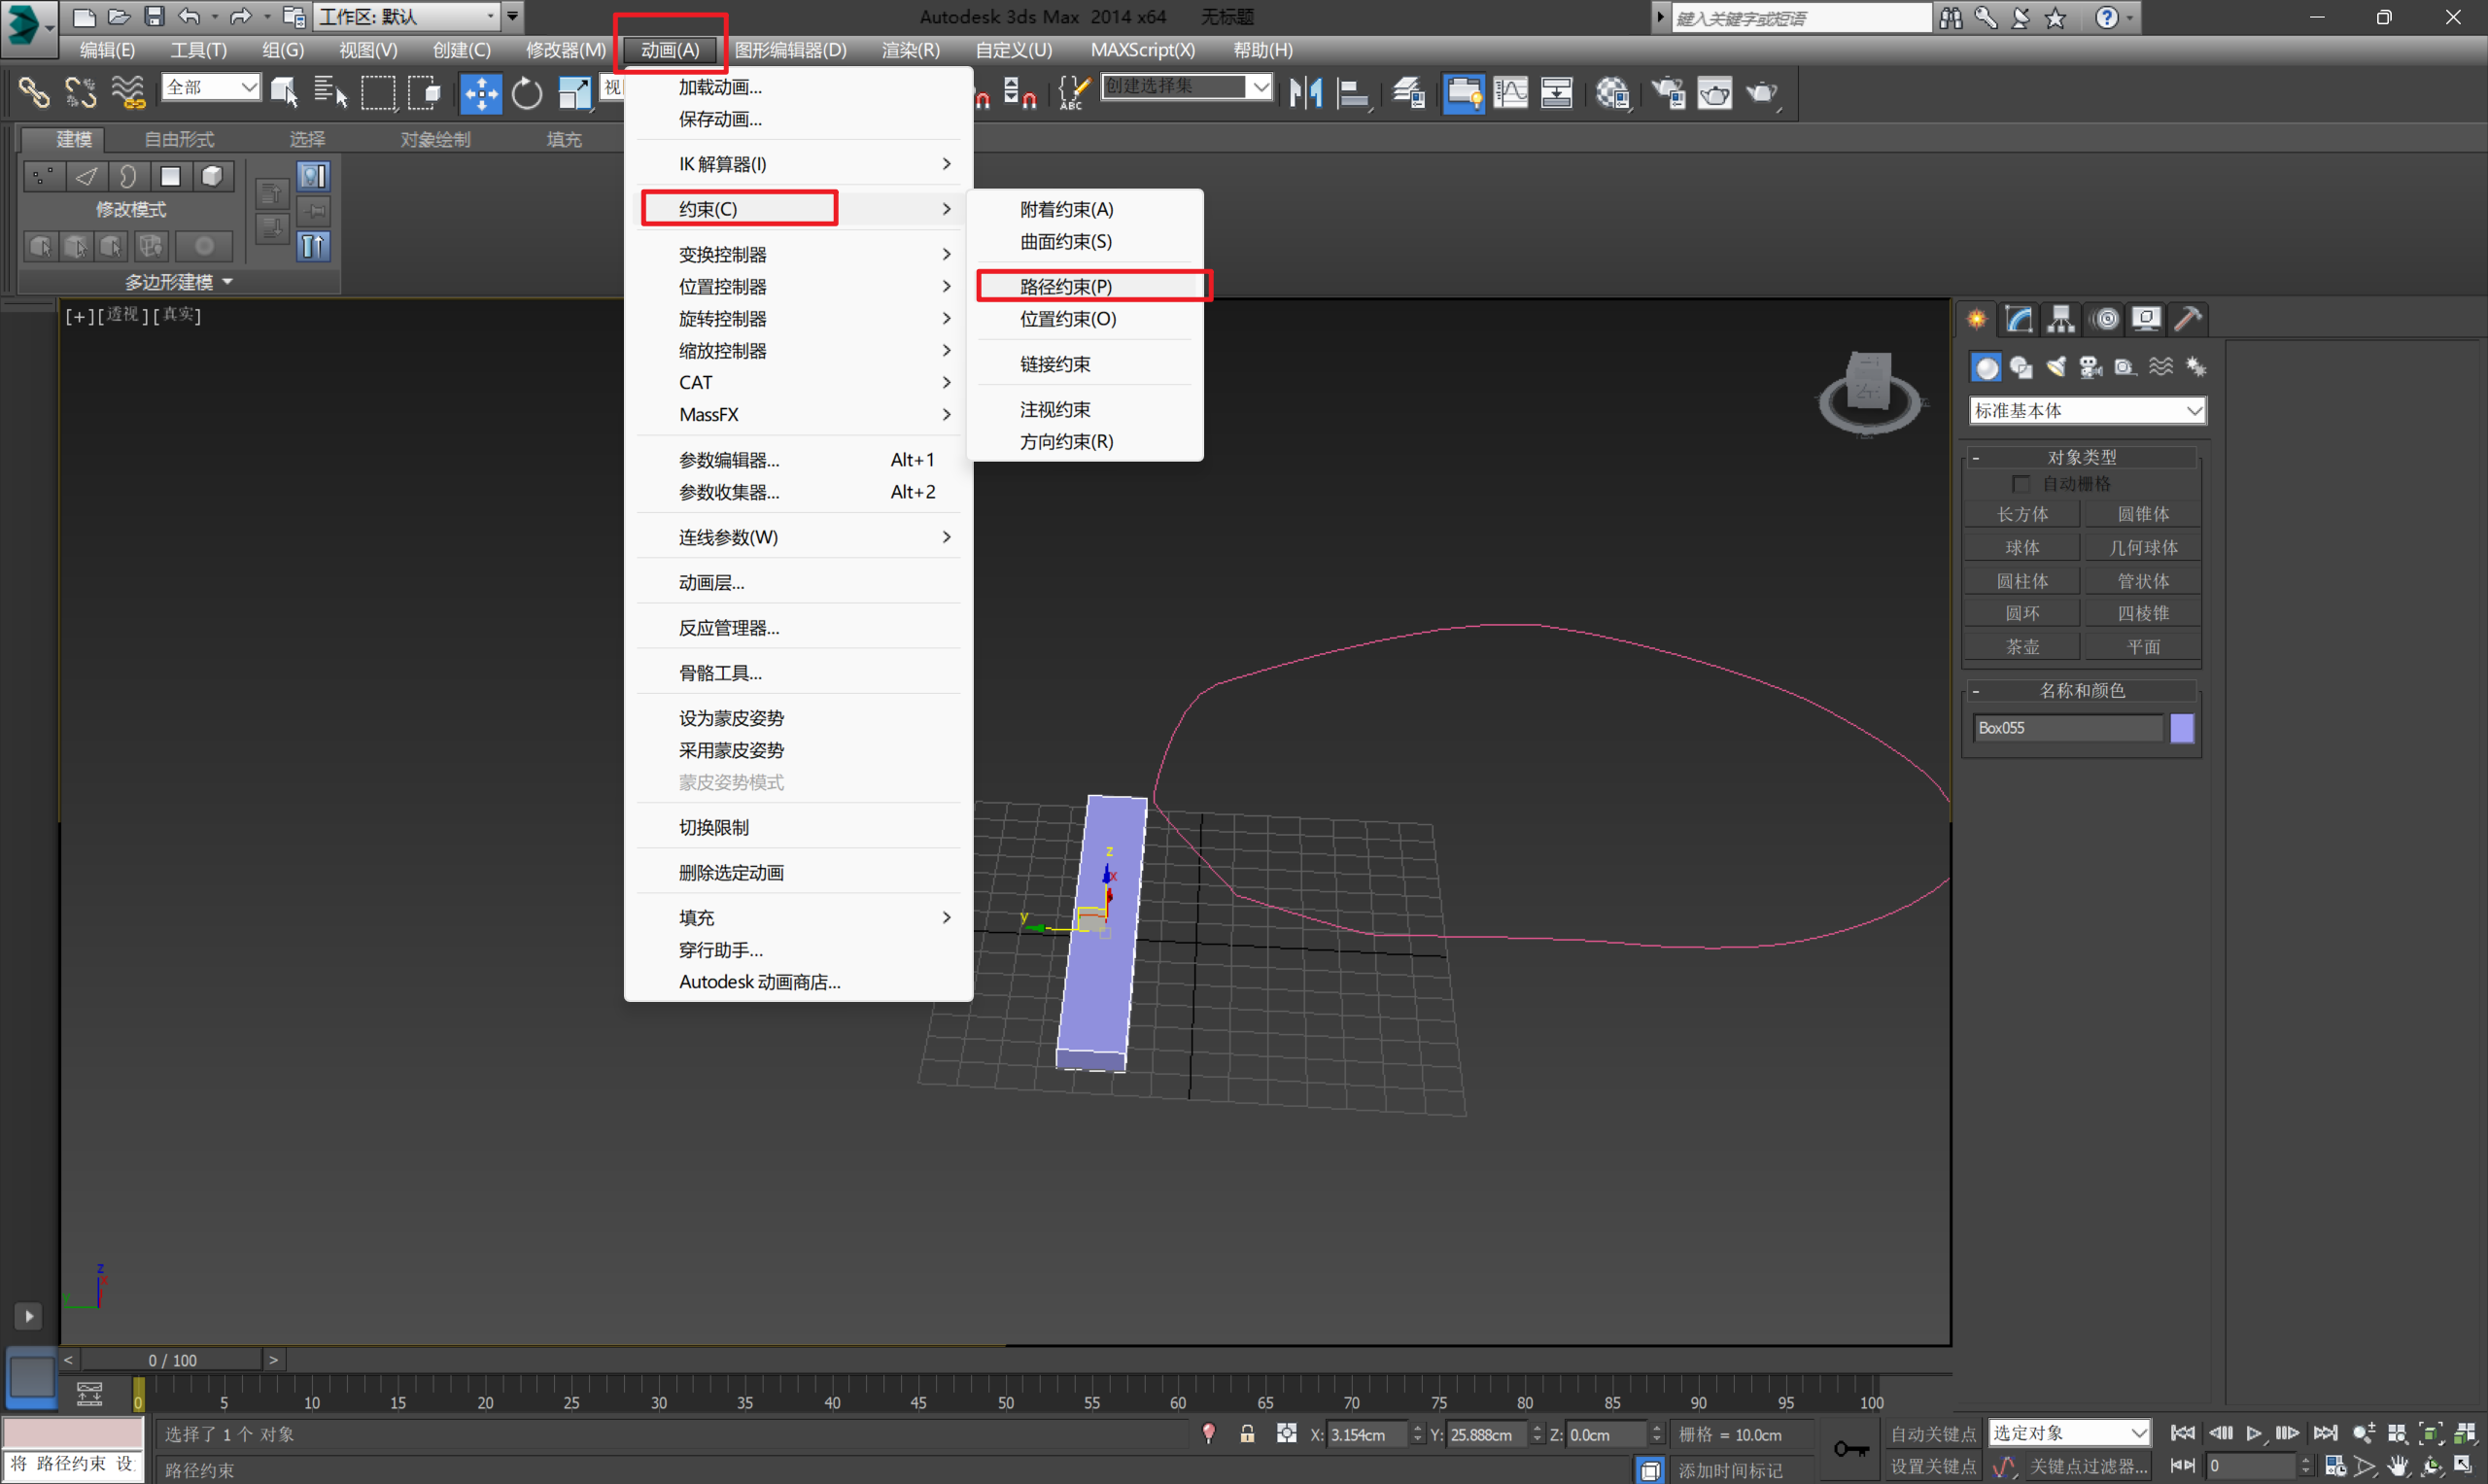 工作区: 默认
Autodesk 3ds Max  2014 x64
无标题
键入关键字或短语
编辑(E)
工具(T)
组(G)
视图(V)
创建(C)
修改器(M)
动画(A)
图形编辑器(D)
渲染(R)
自定义(U)
MAXScript(X)
帮助(H)
全部
视
ABC
创建选择集
建模
自由形式
选择
对象绘制
填充
修改模式
多边形建模
加载动画...
保存动画...
IK 解算器(I)
约束(C)
变换控制器
位置控制器
旋转控制器
缩放控制器
CAT
MassFX
参数编辑器... Alt+1
参数收集器... Alt+2
连线参数(W)
动画层...
反应管理器...
骨骼工具...
设为蒙皮姿势
采用蒙皮姿势
蒙皮姿势模式
切换限制
删除选定动画
填充
穿行助手...
Autodesk 动画商店...
附着约束(A)
曲面约束(S)
路径约束(P)
位置约束(O)
链接约束
注视约束
方向约束(R)
[+][透视][真实]
z
x
y
z
x
y
标准基本体
- 对象类型
自动栅格
长方体 圆锥体
球体 几何球体
圆柱体 管状体
圆环 四棱锥
茶壶 平面
- 名称和颜色
Box055
< 0 / 100 >
0 5 10 15 20 25 30 35 40 45 50 55 60 65 70 75 80 85 90 95 100
选择了 1 个 对象
X: 3.154cm Y: 25.888cm Z: 0.0cm
栅格 = 10.0cm
自动关键点
选定对象
将 路径约束 设
路径约束
添加时间标记
设置关键点
关键点过滤器...
0